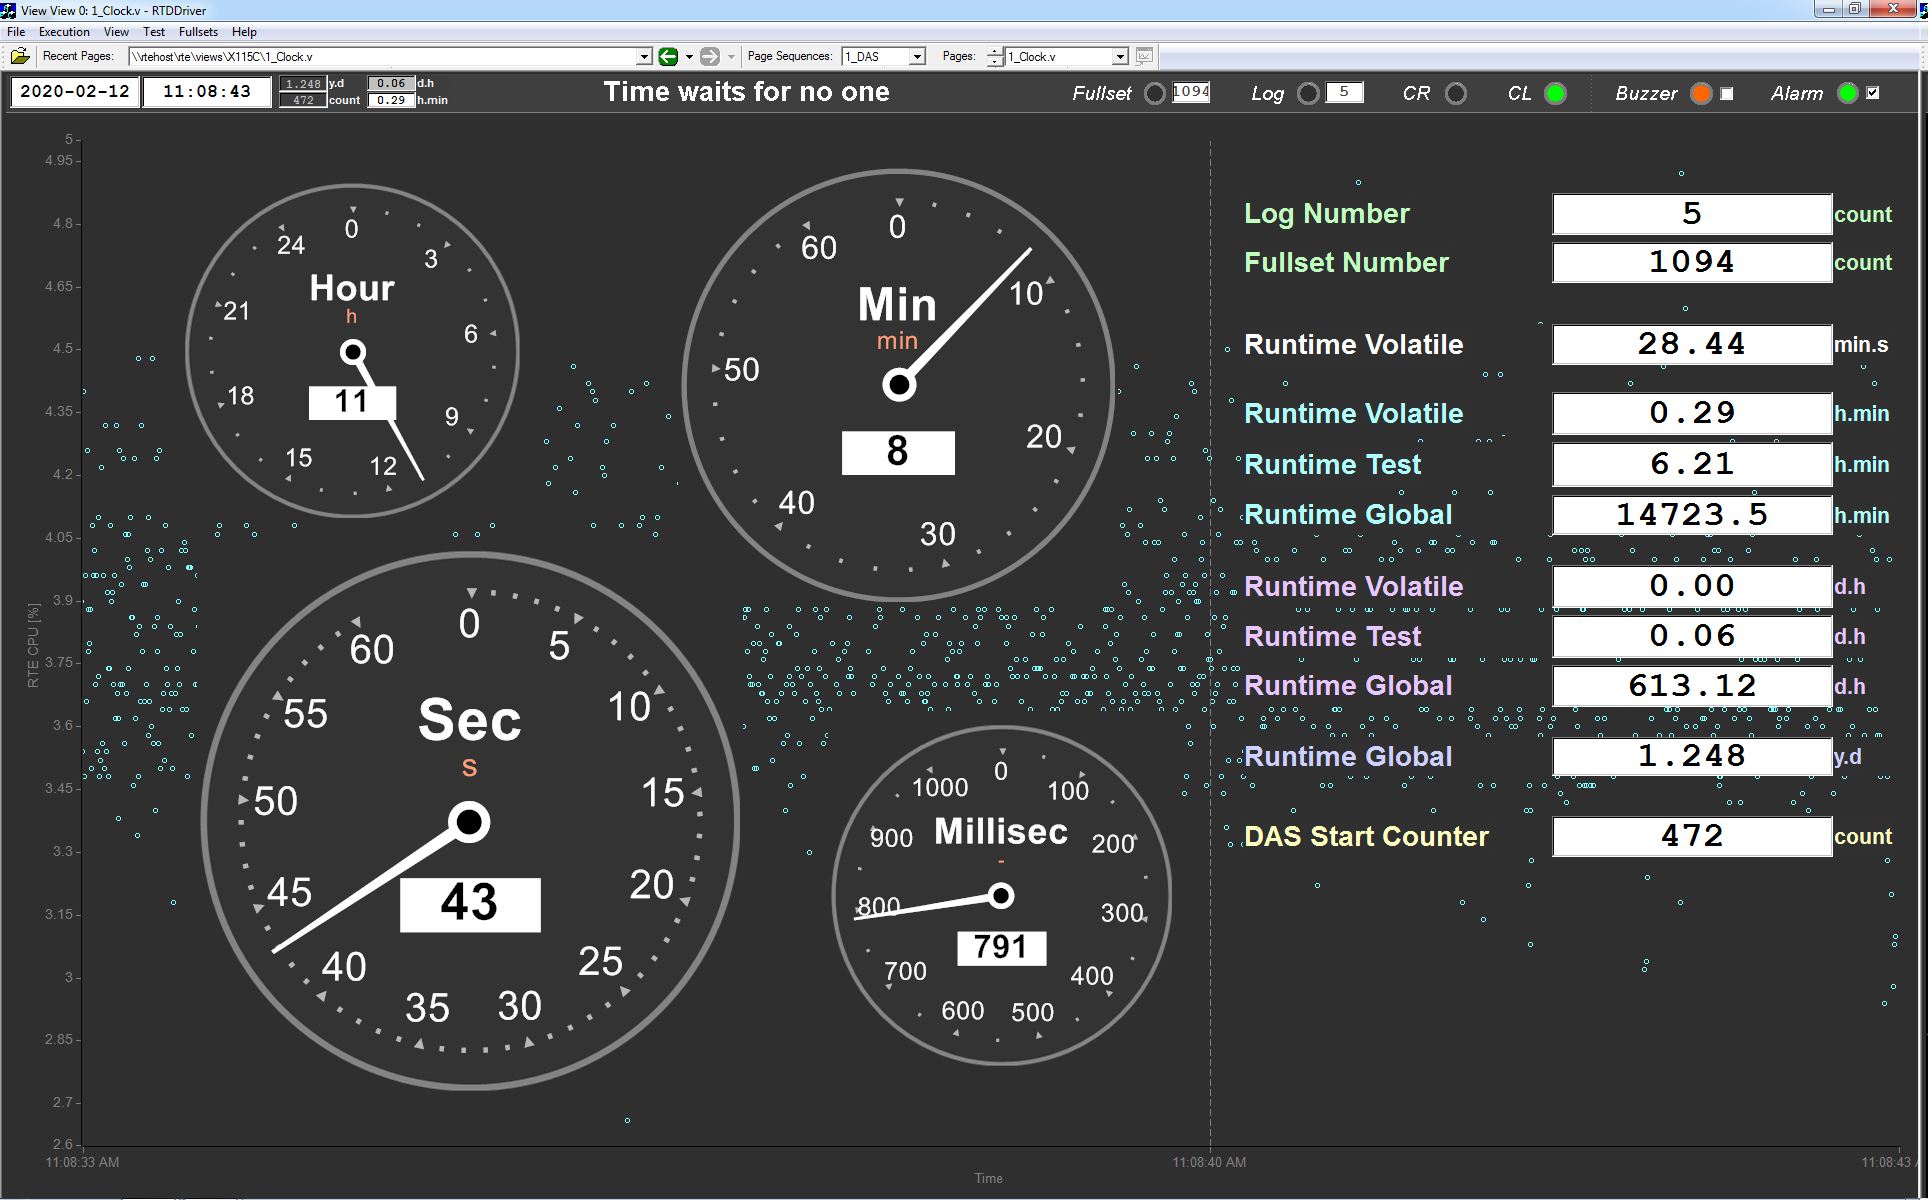 View View 0: 1_Clock.v - RTDDriver
File Execution View Test Fullsets Help
Recent Pages: \\rtehost\rte\views\X115C\1_Clock.v Page Sequences: 1_DAS Pages: 1_Clock.v
2020-02-12 11:08:43 1.248 y.d 0.06 d.h
472 count 0.29 h.min
Time waits for no one
Fullset 1094 Log 5 CR CL Buzzer Alarm
5
4.95
4.8
4.65
4.5
4.35
4.2
4.05
3.9
3.75
3.6
3.45
3.3
3.15
3
2.85
2.7
2.6
RTE CPU [%]
0
3
6
9
12
15
18
21
24
Hour
h
11
0
10
20
30
40
50
60
Min
min
8
0
5
10
15
20
25
30
35
40
45
50
55
60
Sec
s
43
0
100
200
300
400
500
600
700
800
900
1000
Millisec
-
791
Log Number 5 count
Fullset Number 1094 count
Runtime Volatile 28.44 min.s
Runtime Volatile 0.29 h.min
Runtime Test 6.21 h.min
Runtime Global 14723.5 h.min
Runtime Volatile 0.00 d.h
Runtime Test 0.06 d.h
Runtime Global 613.12 d.h
Runtime Global 1.248 y.d
DAS Start Counter 472 count
11:08:33 AM 11:08:40 AM 11:08:43
Time